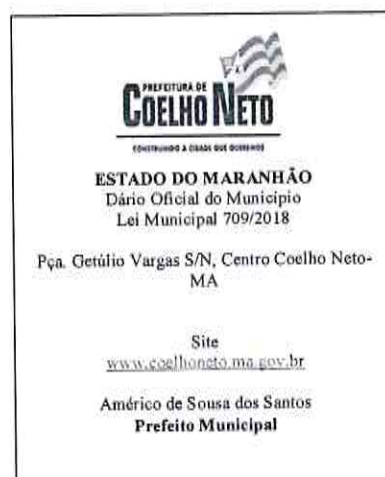 PREFEITURA DE
COELHO NETO
CONSTRUINDO A CIDADE QUE QUEREMOS
ESTADO DO MARANHÃO
Dário Oficial do Município
Lei Municipal 709/2018
Pça. Getúlio Vargas S/N, Centro Coelho Neto-
MA
Site
www.coelhoneto.ma.gov.br
Américo de Sousa dos Santos
Prefeito Municipal